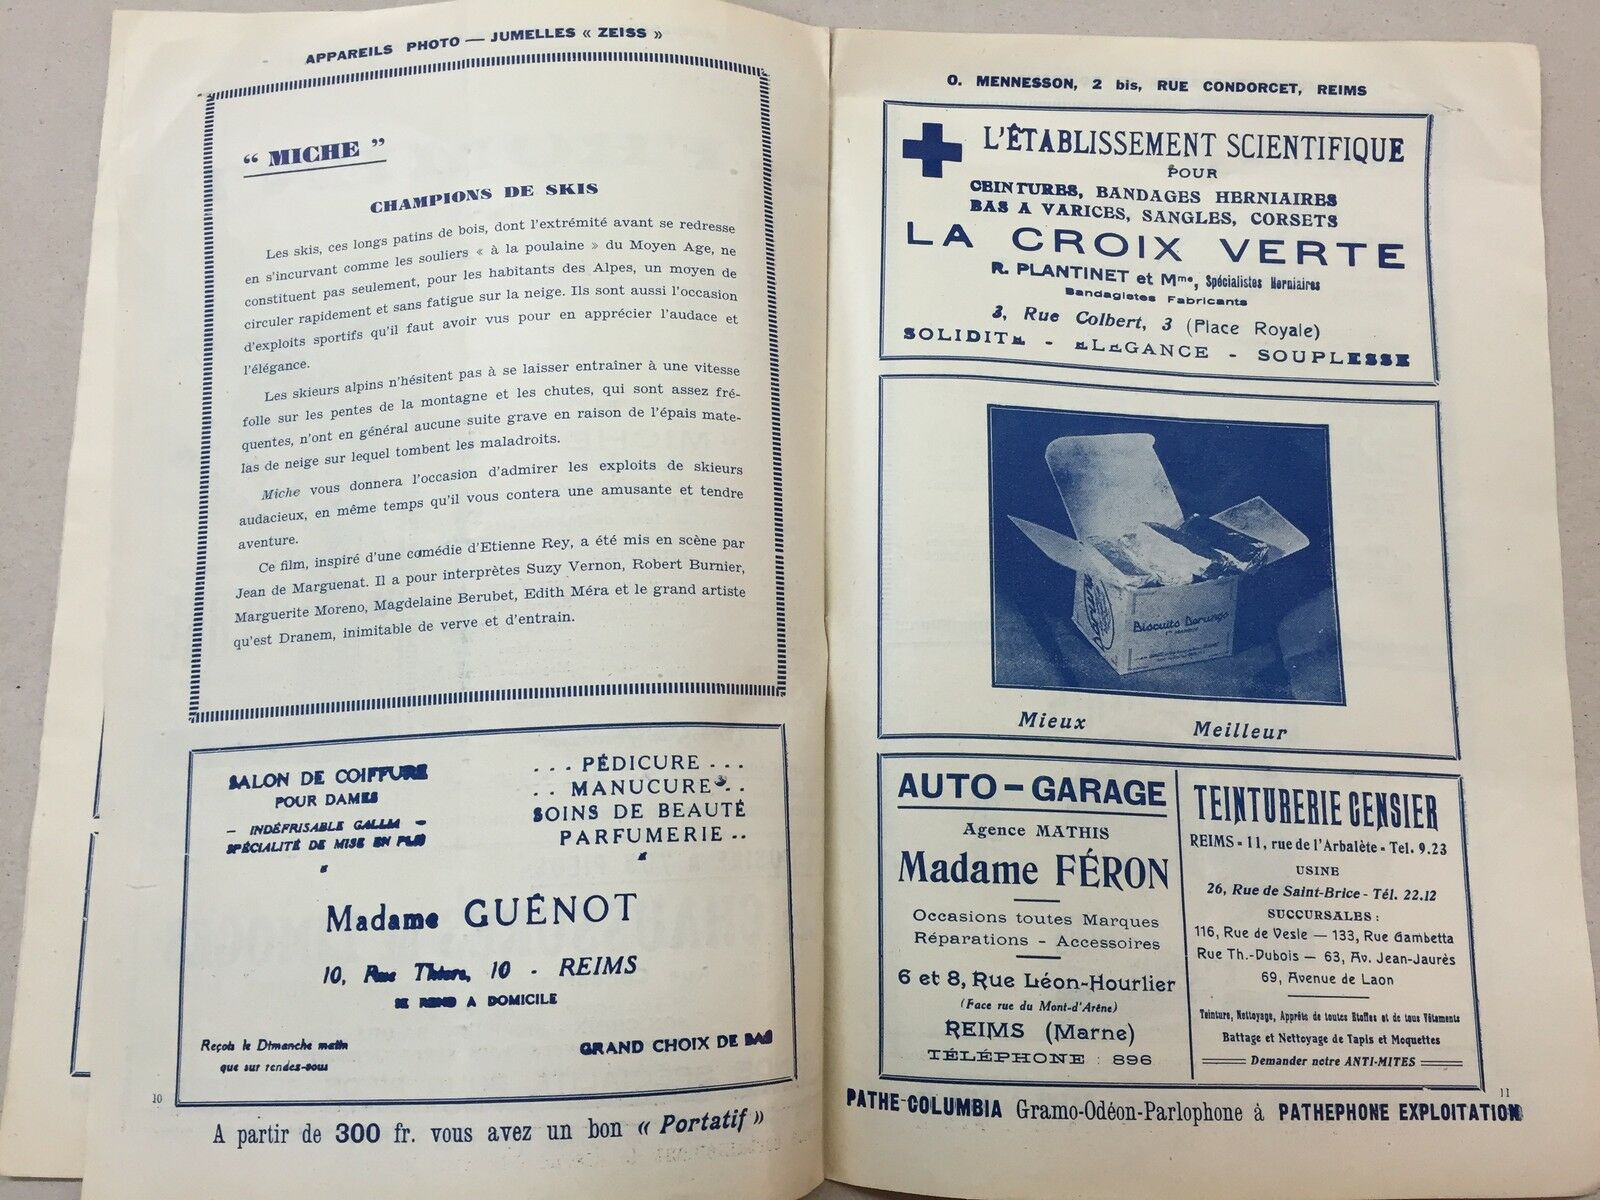 APPAREILS PHOTO — JUMELLES « ZEISS »
“ MICHE ”
CHAMPIONS DE SKIS
Les skis, ces longs patins de bois, dont l'extrémité avant se redresse
en s'incurvant comme les souliers « à la poulaine » du Moyen Age, ne
constituent pas seulement, pour les habitants des Alpes, un moyen de
circuler rapidement et sans fatigue sur la neige. Ils sont aussi l'occasion
d'exploits sportifs qu'il faut avoir vus pour en apprécier l'audace et
l'élégance.
Les skieurs alpins n'hésitent pas à se laisser entraîner à une vitesse
folle sur les pentes de la montagne et les chutes, qui sont assez fré-
quentes, n'ont en général aucune suite grave en raison de l'épais mate-
las de neige sur lequel tombent les maladroits.
Miche vous donnera l'occasion d'admirer les exploits de skieurs
audacieux, en même temps qu'il vous contera une amusante et tendre
aventure.
Ce film, inspiré d'une comédie d'Etienne Rey, a été mis en scène par
Jean de Marguenat. Il a pour interprètes Suzy Vernon, Robert Burnier,
Marguerite Moreno, Magdelaine Berubet, Edith Méra et le grand artiste
qu'est Dranem, inimitable de verve et d'entrain.
SALON DE COIFFURE
POUR DAMES
— INDÉFRISABLE GALLIA —
SPÉCIALITÉ DE MISE EN PLIS
. . . PÉDICURE . . .
. . MANUCURE . .
SOINS DE BEAUTÉ
PARFUMERIE . .
Madame GUÉNOT
10, Rue Thiers, 10 - REIMS
SE REND A DOMICILE
Reçoit le Dimanche matin
que sur rendez-vous
GRAND CHOIX DE BAS
10
A partir de 300 fr. vous avez un bon « Portatif »
O. MENNESSON, 2 bis, RUE CONDORCET, REIMS
L'ÉTABLISSEMENT SCIENTIFIQUE
POUR
CEINTURES, BANDAGES HERNIAIRES
BAS A VARICES, SANGLES, CORSETS
LA CROIX VERTE
R. PLANTINET et Mme, Spécialistes Herniaires
Bandagistes Fabricants
3, Rue Colbert, 3 (Place Royale)
SOLIDITÉ - ÉLÉGANCE - SOUPLESSE
Biscuits Derungs
Mieux Meilleur
AUTO-GARAGE
Agence MATHIS
Madame FÉRON
Occasions toutes Marques
Réparations - Accessoires
6 et 8, Rue Léon-Hourlier
(Face rue du Mont-d'Arène)
REIMS (Marne)
TÉLÉPHONE : 896
TEINTURERIE CENSIER
REIMS - 11, rue de l'Arbalète - Tel. 9.23
USINE
26, Rue de Saint-Brice - Tél. 22.12
SUCCURSALES :
116, Rue de Vesle — 133, Rue Gambetta
Rue Th.-Dubois — 63, Av. Jean-Jaurès
69, Avenue de Laon
Teinture, Nettoyage, Apprêts de toutes Etoffes et de tous Vêtements
Battage et Nettoyage de Tapis et Moquettes
Demander notre ANTI-MITES
11
PATHE-COLUMBIA Gramo-Odéon-Parlophone à PATHEPHONE EXPLOITATION